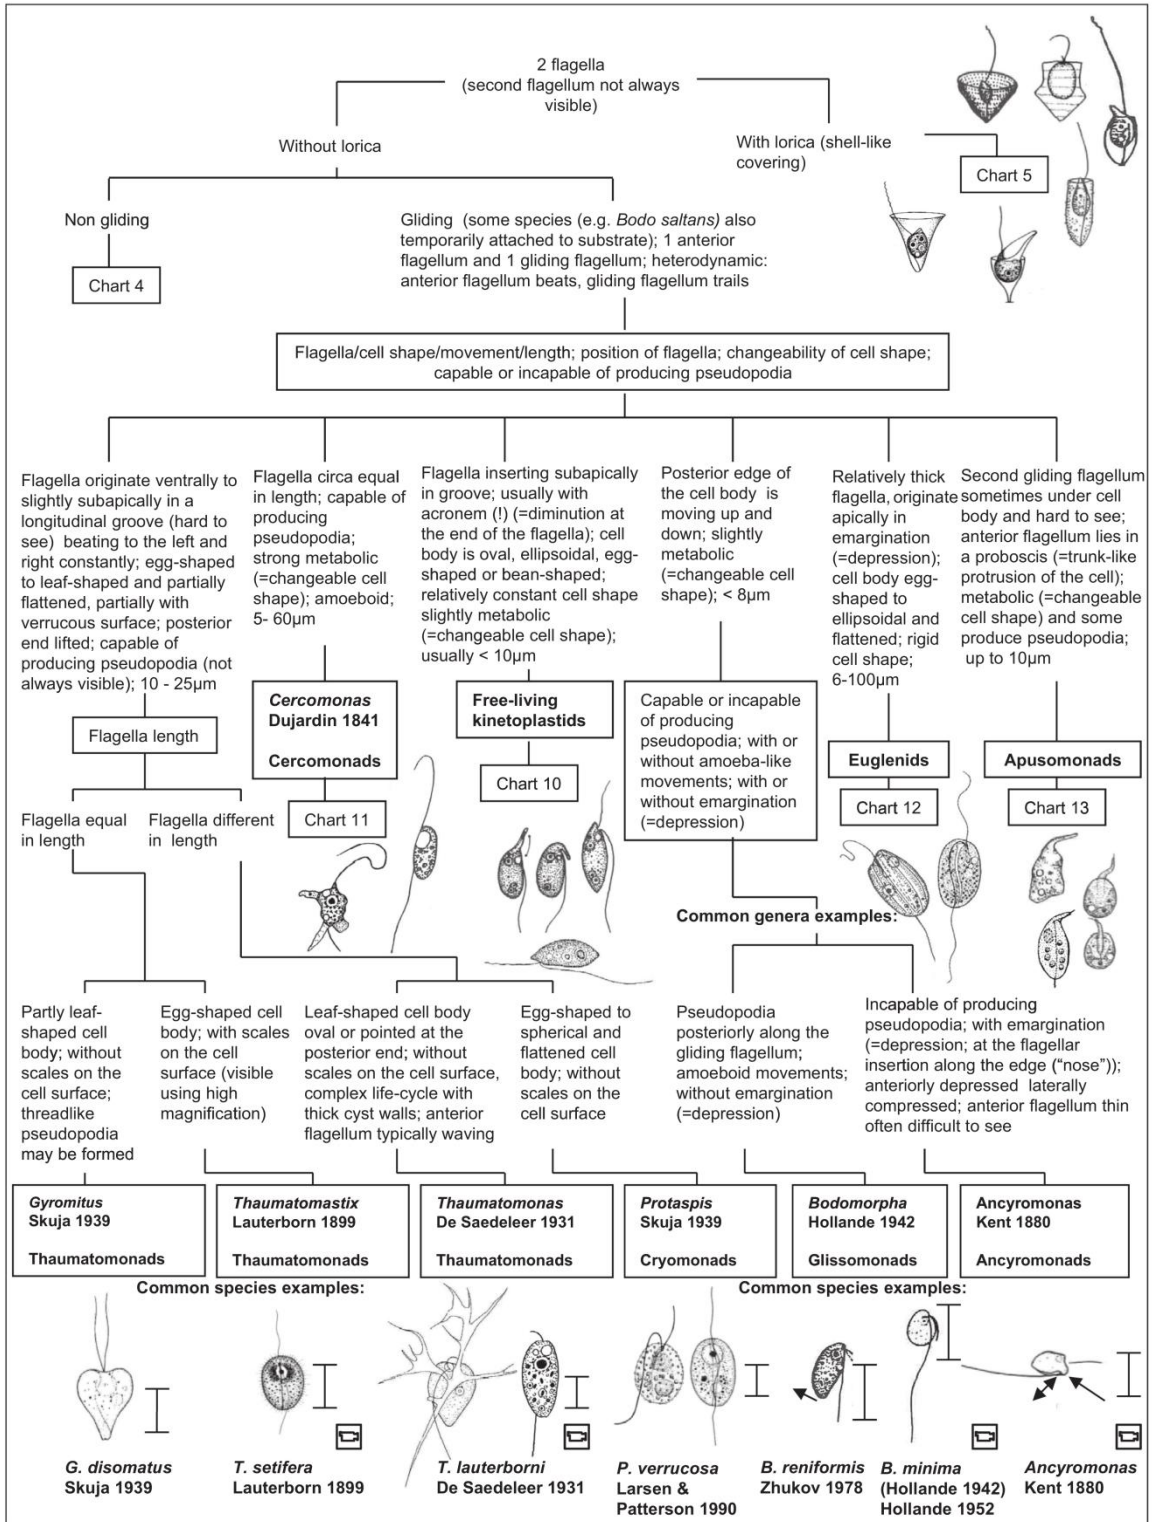 2 flagella
(second flagellum not always
visible)
Without lorica
With lorica (shell-like
covering)
Chart 5
Non gliding
Chart 4
Gliding (some species (e.g. Bodo saltans) also
temporarily attached to substrate); 1 anterior
flagellum and 1 gliding flagellum; heterodynamic:
anterior flagellum beats, gliding flagellum trails
Flagella/cell shape/movement/length; position of flagella; changeability of cell shape;
capable or incapable of producing pseudopodia
Flagella originate ventrally to
slightly subapically in a
longitudinal groove (hard to
see) beating to the left and
right constantly; egg-shaped
to leaf-shaped and partially
flattened, partially with
verrucous surface; posterior
end lifted; capable of
producing pseudopodia (not
always visible); 10 - 25µm
Flagella length
Flagella equal
in length
Flagella different
in length
Flagella circa equal
in length; capable of
producing
pseudopodia;
strong metabolic
(=changeable cell
shape); amoeboid;
5- 60µm
Cercomonas
Dujardin 1841
Cercomonads
Chart 11
Flagella inserting subapically
in groove; usually with
acronem (!) (=diminution at
the end of the flagella); cell
body is oval, ellipsoidal, egg-
shaped or bean-shaped;
relatively constant cell shape
slightly metabolic
(=changeable cell shape);
usually < 10µm
Free-living
kinetoplastids
Chart 10
Posterior edge of
the cell body is
moving up and
down; slightly
metabolic
(=changeable cell
shape); < 8µm
Capable or incapable
of producing
pseudopodia; with or
without amoeba-like
movements; with or
without emargination
(=depression)
Relatively thick
flagella, originate
apically in
emargination
(=depression);
cell body egg-
shaped to
ellipsoidal and
flattened; rigid
cell shape;
6-100µm
Euglenids
Chart 12
Second gliding flagellum
sometimes under cell
body and hard to see;
anterior flagellum lies in
a proboscis (=trunk-like
protrusion of the cell);
metabolic (=changeable
cell shape) and some
produce pseudopodia;
up to 10µm
Apusomonads
Chart 13
Common genera examples:
Partly leaf-
shaped cell
body; without
scales on the
cell surface;
threadlike
pseudopodia
may be formed
Egg-shaped cell
body; with scales
on the cell
surface (visible
using high
magnification)
Leaf-shaped cell body
oval or pointed at the
posterior end; without
scales on the cell surface,
complex life-cycle with
thick cyst walls; anterior
flagellum typically waving
Egg-shaped to
spherical and
flattened cell
body; without
scales on the
cell surface
Pseudopodia
posteriorly along the
gliding flagellum;
amoeboid movements;
without emargination
(=depression)
Incapable of producing
pseudopodia; with emargination
(=depression; at the flagellar
insertion along the edge (“nose”));
anteriorly depressed laterally
compressed; anterior flagellum thin
often difficult to see
Gyromitus
Skuja 1939
Thaumatomonads
Thaumatomastix
Lauterborn 1899
Thaumatomonads
Thaumatomonas
De Saedeleer 1931
Thaumatomonads
Protaspis
Skuja 1939
Cryomonads
Bodomorpha
Hollande 1942
Glissomonads
Ancyromonas
Kent 1880
Ancyromonads
Common species examples:
Common species examples:
G. disomatus
Skuja 1939
T. setifera
Lauterborn 1899
T. lauterborni
De Saedeleer 1931
P. verrucosa
Larsen &
Patterson 1990
B. reniformis
Zhukov 1978
B. minima
(Hollande 1942)
Hollande 1952
Ancyromonas
Kent 1880